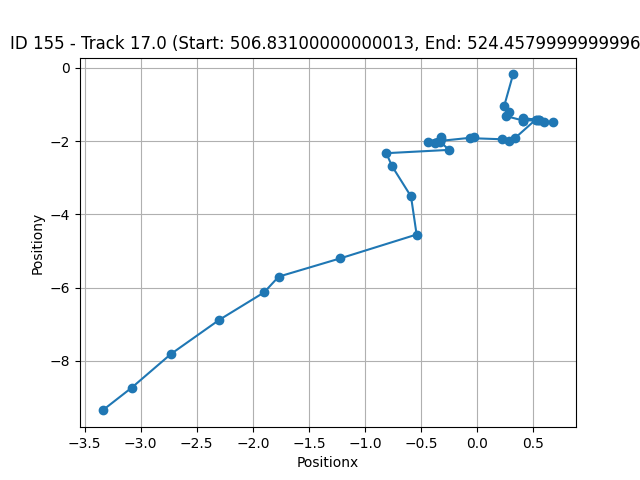 ID 155 - Track 17.0 (Start: 506.83100000000013, End: 524.4579999999996
0
−2
−4
−6
−8
Positiony
−3.5 −3.0 −2.5 −2.0 −1.5 −1.0 −0.5 0.0 0.5
Positionx